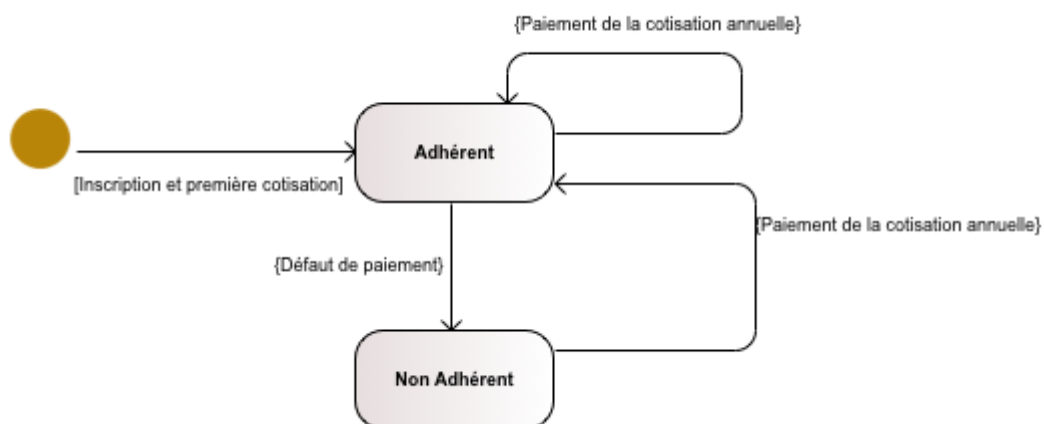 {Paiement de la cotisation annuelle}
Adhérent
[Inscription et première cotisation]
{Paiement de la cotisation annuelle}
{Défaut de paiement}
Non Adhérent